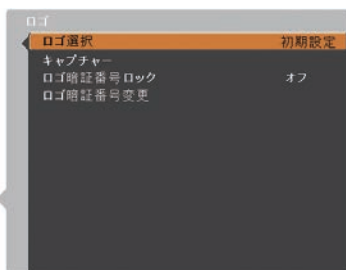 ロゴ
ロゴ選択 初期設定
キャプチャー
ロゴ暗証番号ロック オフ
ロゴ暗証番号変更